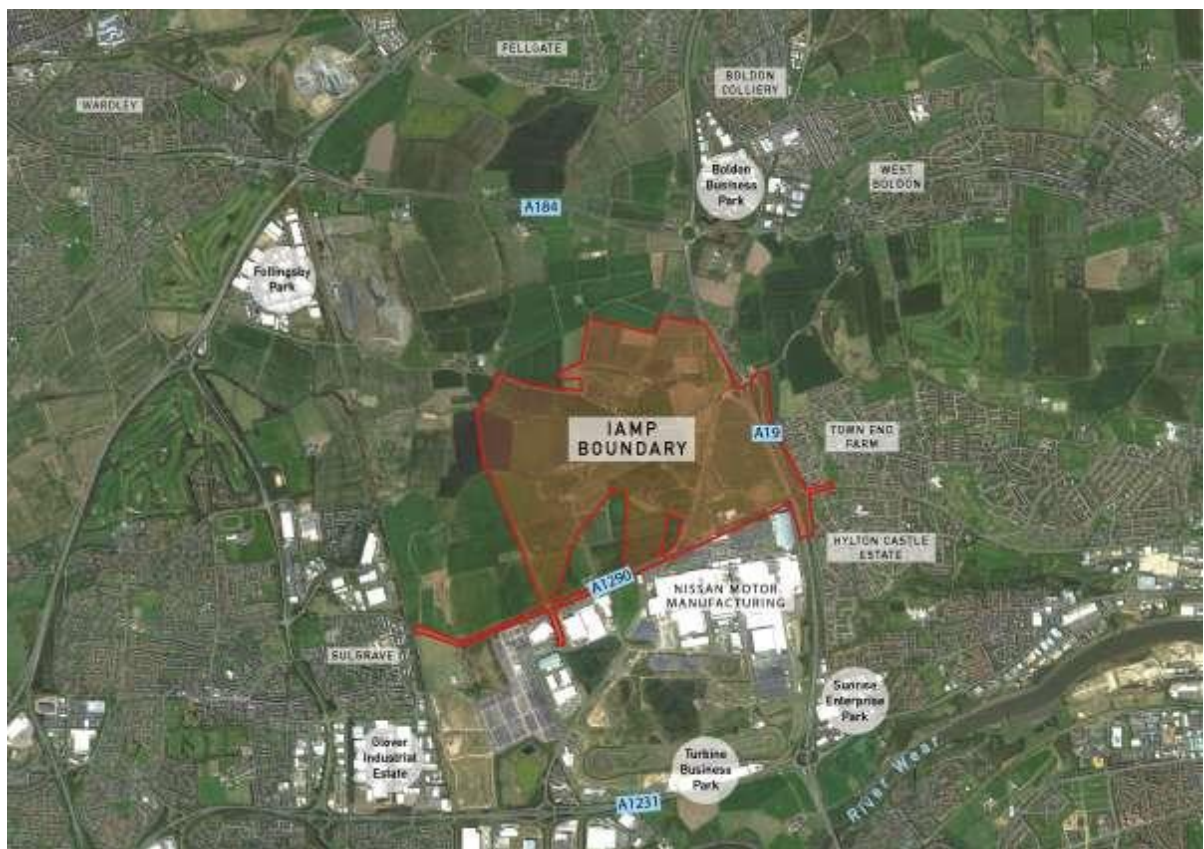 FELLGATE
WARDLEY
BOLDON
COLLIERY
Boldon
Business
Park
WEST
BOLDON
A184
Follingsby
Park
IAMP
BOUNDARY
A19
TOWN END
FARM
HYLTON CASTLE
ESTATE
A1290
NISSAN MOTOR
MANUFACTURING
SULGRAVE
Sunrise
Enterprise
Park
Glover
Industrial
Estate
Turbine
Business
Park
River Wear
A1231